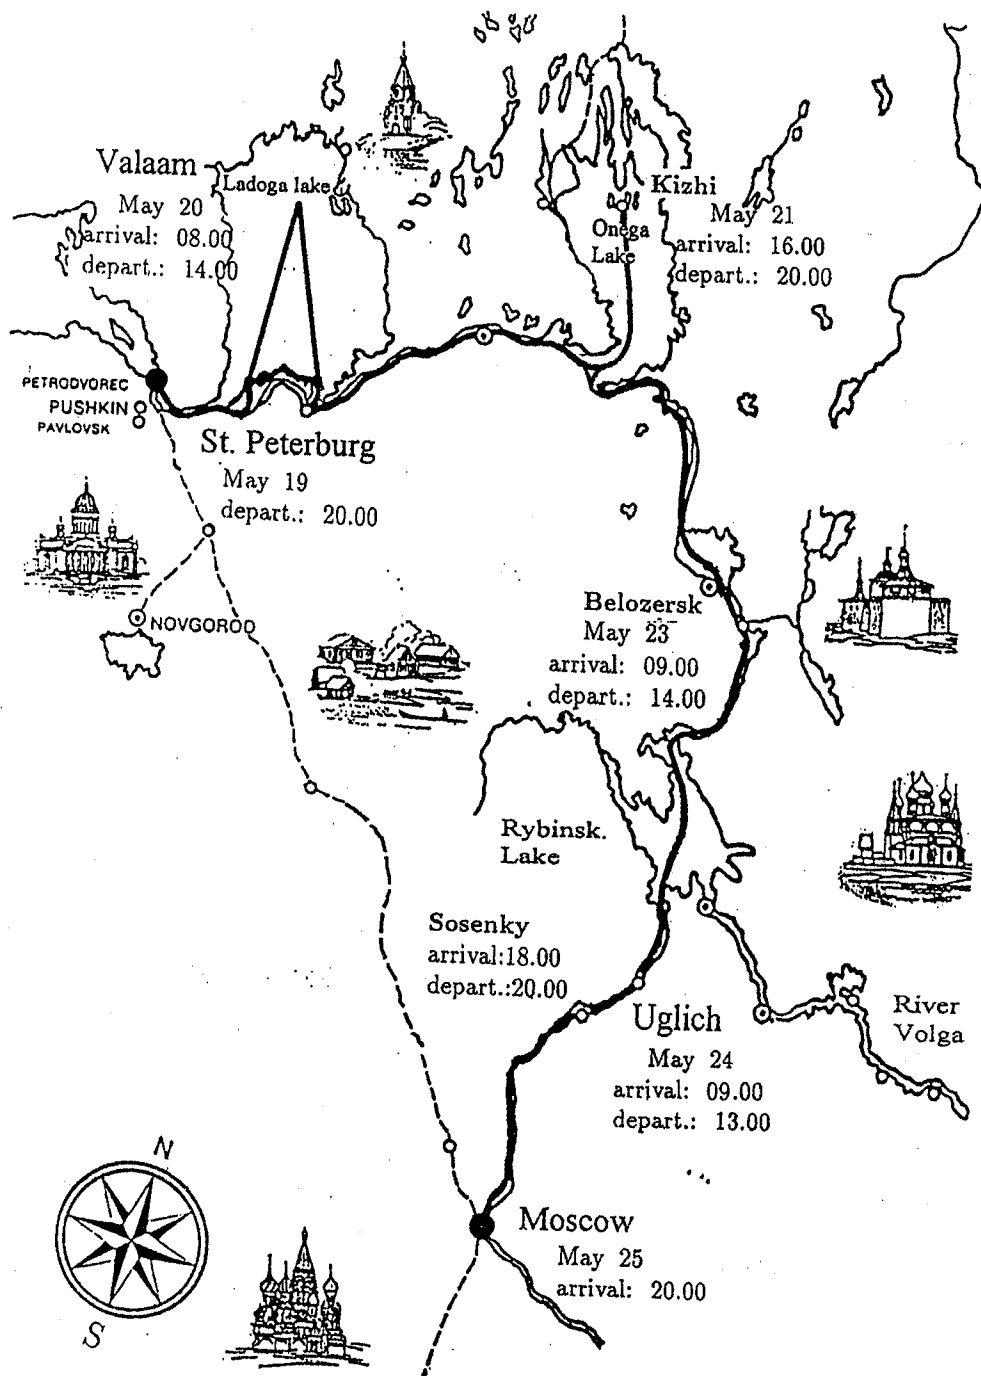 Valaam
May 20
arrival: 08.00
depart.: 14.00
Ladoga lake
Kizhi
May 21
arrival: 16.00
depart.: 20.00
Onega
Lake
PETRODVOREC
PUSHKIN
PAVLOVSK
St. Peterburg
May 19
depart.: 20.00
NOVGOROD
Belozersk
May 23
arrival: 09.00
depart.: 14.00
Rybinsk.
Lake
Sosenky
arrival:18.00
depart.:20.00
Uglich
May 24
arrival: 09.00
depart.: 13.00
River
Volga
N
S
Moscow
May 25
arrival: 20.00